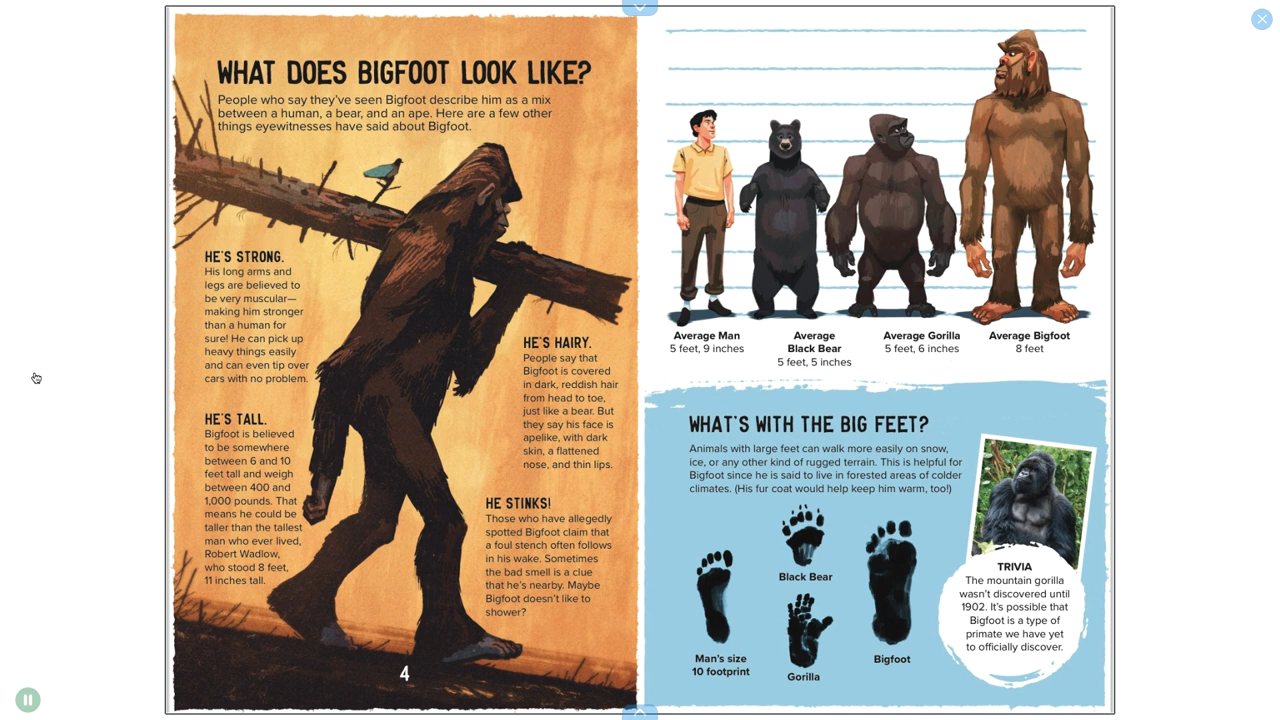 WHAT DOES BIGFOOT LOOK LIKE?
People who say they've seen Bigfoot describe him as a mix
between a human, a bear, and an ape. Here are a few other
things eyewitnesses have said about Bigfoot.
HE'S STRONG.
His long arms and
legs are believed to
be very muscular—
making him stronger
than a human for
sure! He can pick up
heavy things easily
and can even tip over
cars with no problem.
HE'S TALL.
Bigfoot is believed
to be somewhere
between 6 and 10
feet tall and weigh
between 400 and
1,000 pounds. That
means he could be
taller than the tallest
man who ever lived,
Robert Wadlow,
who stood 8 feet,
11 inches tall.
HE'S HAIRY.
People say that
Bigfoot is covered
in dark, reddish hair
from head to toe,
just like a bear. But
they say his face is
apelike, with dark
skin, a flattened
nose, and thin lips.
HE STINKS!
Those who have allegedly
spotted Bigfoot claim that
a foul stench often follows
in his wake. Sometimes
the bad smell is a clue
that he's nearby. Maybe
Bigfoot doesn't like to
shower?
4
Average Man
5 feet, 9 inches
Average
Black Bear
5 feet, 5 inches
Average Gorilla
5 feet, 6 inches
Average Bigfoot
8 feet
WHAT'S WITH THE BIG FEET?
Animals with large feet can walk more easily on snow,
ice, or any other kind of rugged terrain. This is helpful for
Bigfoot since he is said to live in forested areas of colder
climates. (His fur coat would help keep him warm, too!)
Man's size
10 footprint
Black Bear
Gorilla
Bigfoot
TRIVIA
The mountain gorilla
wasn't discovered until
1902. It's possible that
Bigfoot is a type of
primate we have yet
to officially discover.